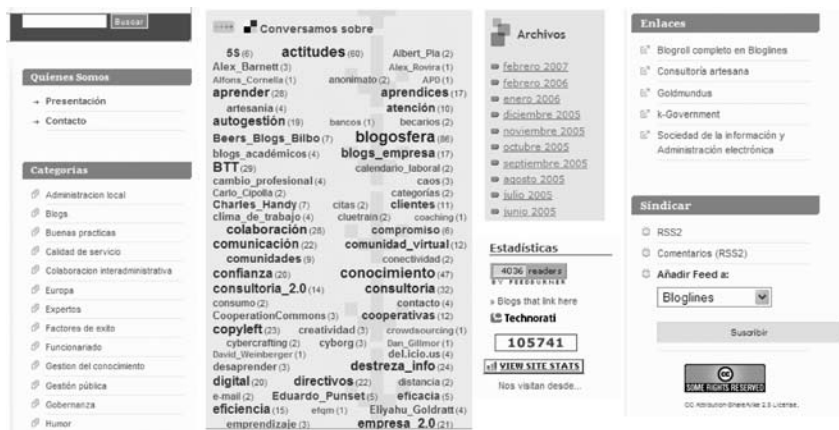 Buscar
Quienes Somos
Presentación
Contacto
Categorías
Administracion local
Blogs
Buenas practicas
Calidad de servicio
Colaboracion interadministrativa
Europa
Expertos
Factores de exito
Funcionariado
Gestion del conocimiento
Gestión pública
Gobernanza
Humor
Conversamos sobre
5S (6) actitudes (60) Albert_Pla (2)
Alex_Barnett (3) Alex_Rovira (1)
Alfons_Cornella (1) anonimato (2) APD (1)
aprender (28) aprendices (17)
artesania (4) atención (10)
autogestión (19) bancos (1) becarios (2)
Beers_Blogs_Bilbo (7) blogosfera (86)
blogs_académicos (4) blogs_empresa (17)
BTT (29) calendario_laboral (2)
cambio_profesional (4) caos (3)
Carlo_Cipolla (2) categorías (2)
Charles_Handy (7) citas (2) clientes (11)
clima_de_trabajo (4) cluetrain (2) coaching (1)
colaboración (28) compromiso (6)
comunicación (22) comunidad_virtual (12)
comunidades (9) conectividad (2)
confianza (20) conocimiento (47)
consultoria_2.0 (14) consultoria (32)
consumo (2) contacto (4)
CooperationCommons (3) cooperativas (12)
copyleft (23) creatividad (3) crowdsourcing (1)
cybercrafting (2) cyborg (3) Dan_Gillmor (1)
David_Weinberger (1) del.icio.us (4)
desaprender (3) destreza_info (24)
digital (20) directivos (22) distancia (2)
e-mail (2) Eduardo_Punset (5) eficacia (5)
eficiencia (15) efqm (1) Eliyahu_Goldratt (4)
emprendizaje (3) empresa_2.0 (21)
Archivos
febrero 2007
febrero 2006
enero 2006
diciembre 2005
noviembre 2005
octubre 2005
septiembre 2005
agosto 2005
julio 2005
junio 2005
Estadísticas
4036 readers
BY FEEDBURNER
» Blogs that link here
Technorati
105741
VIEW SITE STATS
Nos visitan desde...
Enlaces
Blogroll completo en Bloglines
Consultoría artesana
Goldmundus
k-Government
Sociedad de la información y
Administración electrónica
Sindicar
RSS2
Comentarios (RSS2)
Añadir Feed a:
Bloglines
Suscribir
cc
SOME RIGHTS RESERVED
CC Attribution-ShareAlike 2.5 License.